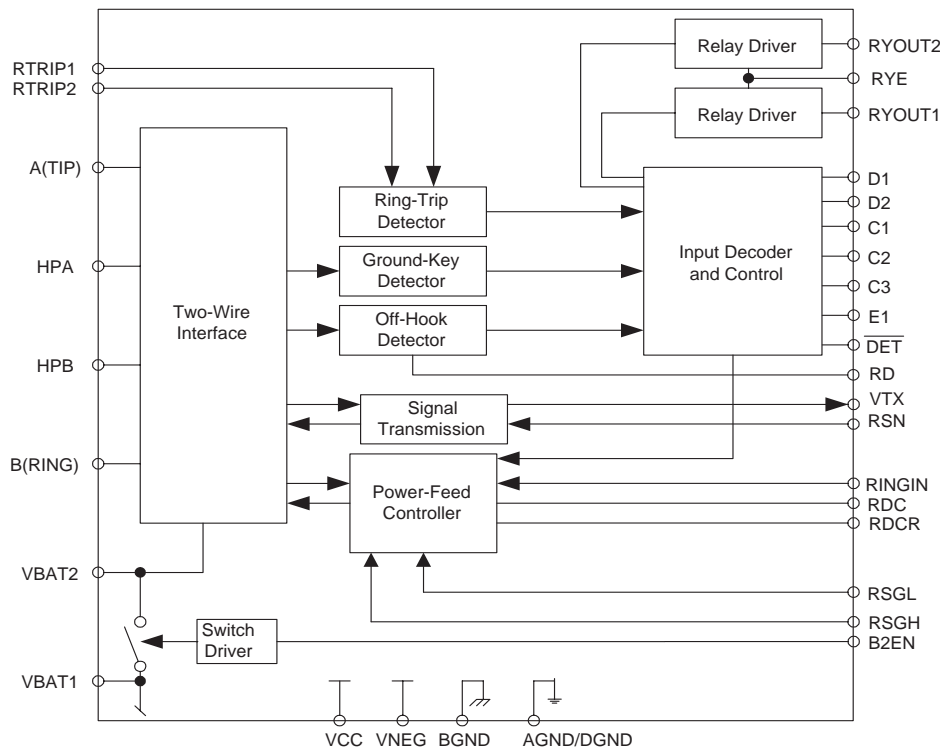 Relay Driver
RYOUT2
RTRIP1
RYE
RTRIP2
Relay Driver
RYOUT1
A(TIP)
D1
Ring-Trip
Detector
D2
C1
Input Decoder
and Control
HPA
Ground-Key
Detector
C2
C3
Two-Wire
Interface
Off-Hook
Detector
E1
DET
HPB
RD
Signal
Transmission
VTX
RSN
B(RING)
Power-Feed
Controller
RINGIN
RDC
RDCR
VBAT2
RSGL
RSGH
Switch
Driver
B2EN
VBAT1
VCC
VNEG
BGND
AGND/DGND